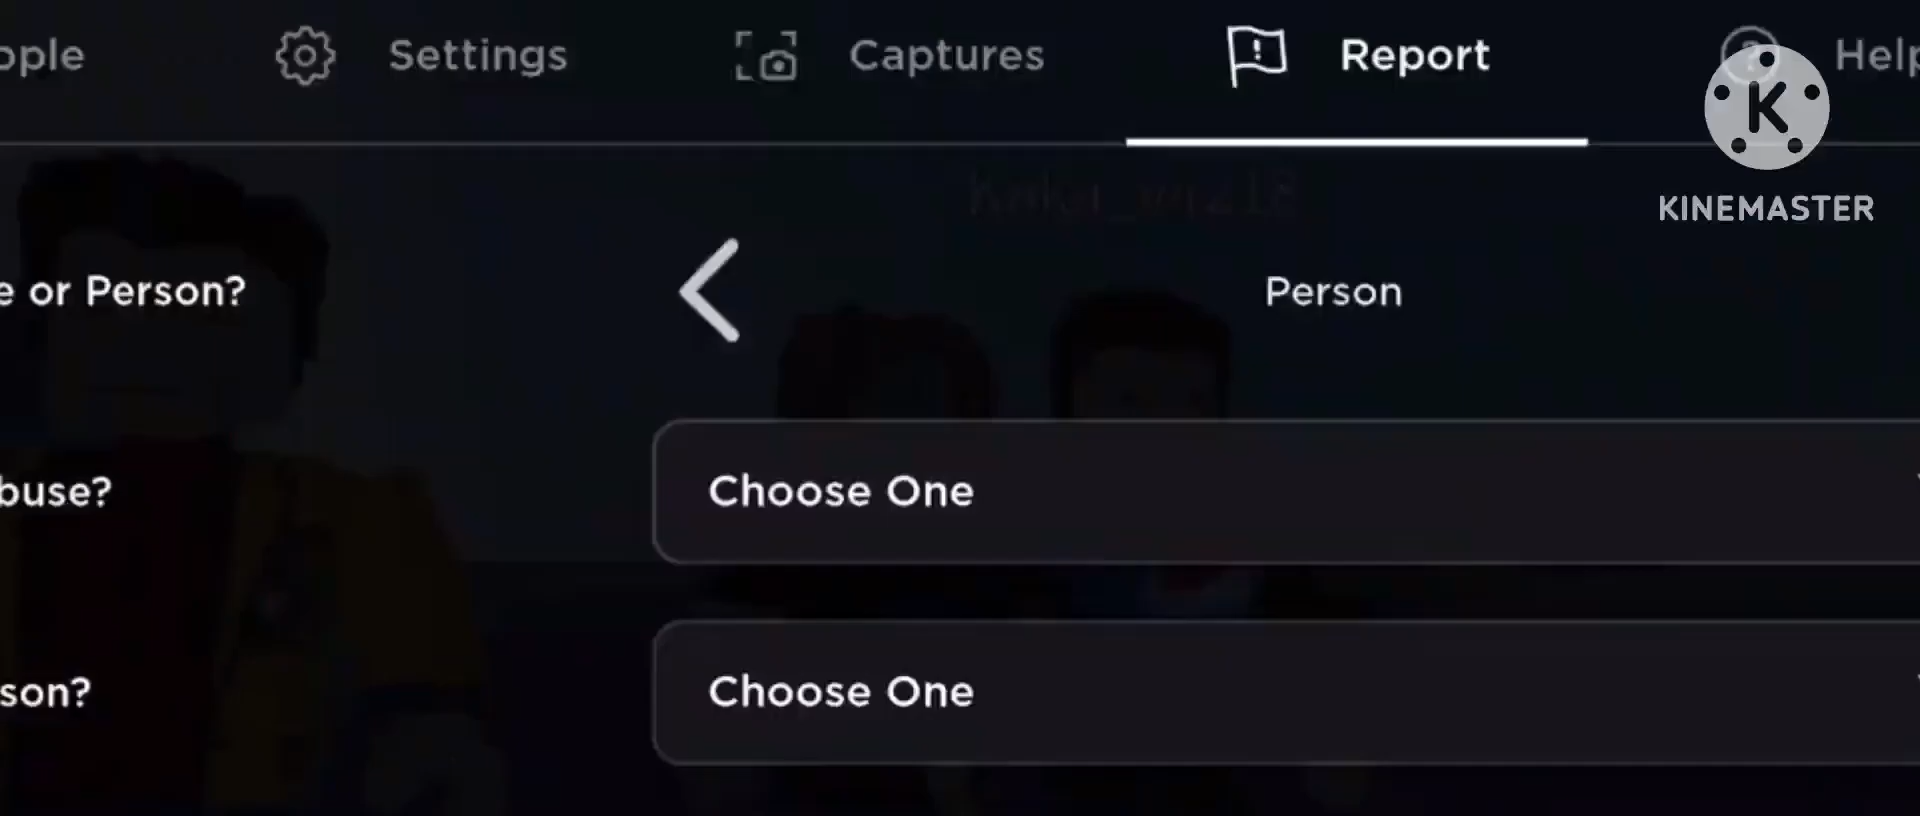 ople Settings Captures Report Help
K
KINEMASTER
e or Person? Person
buse? Choose One
son? Choose One